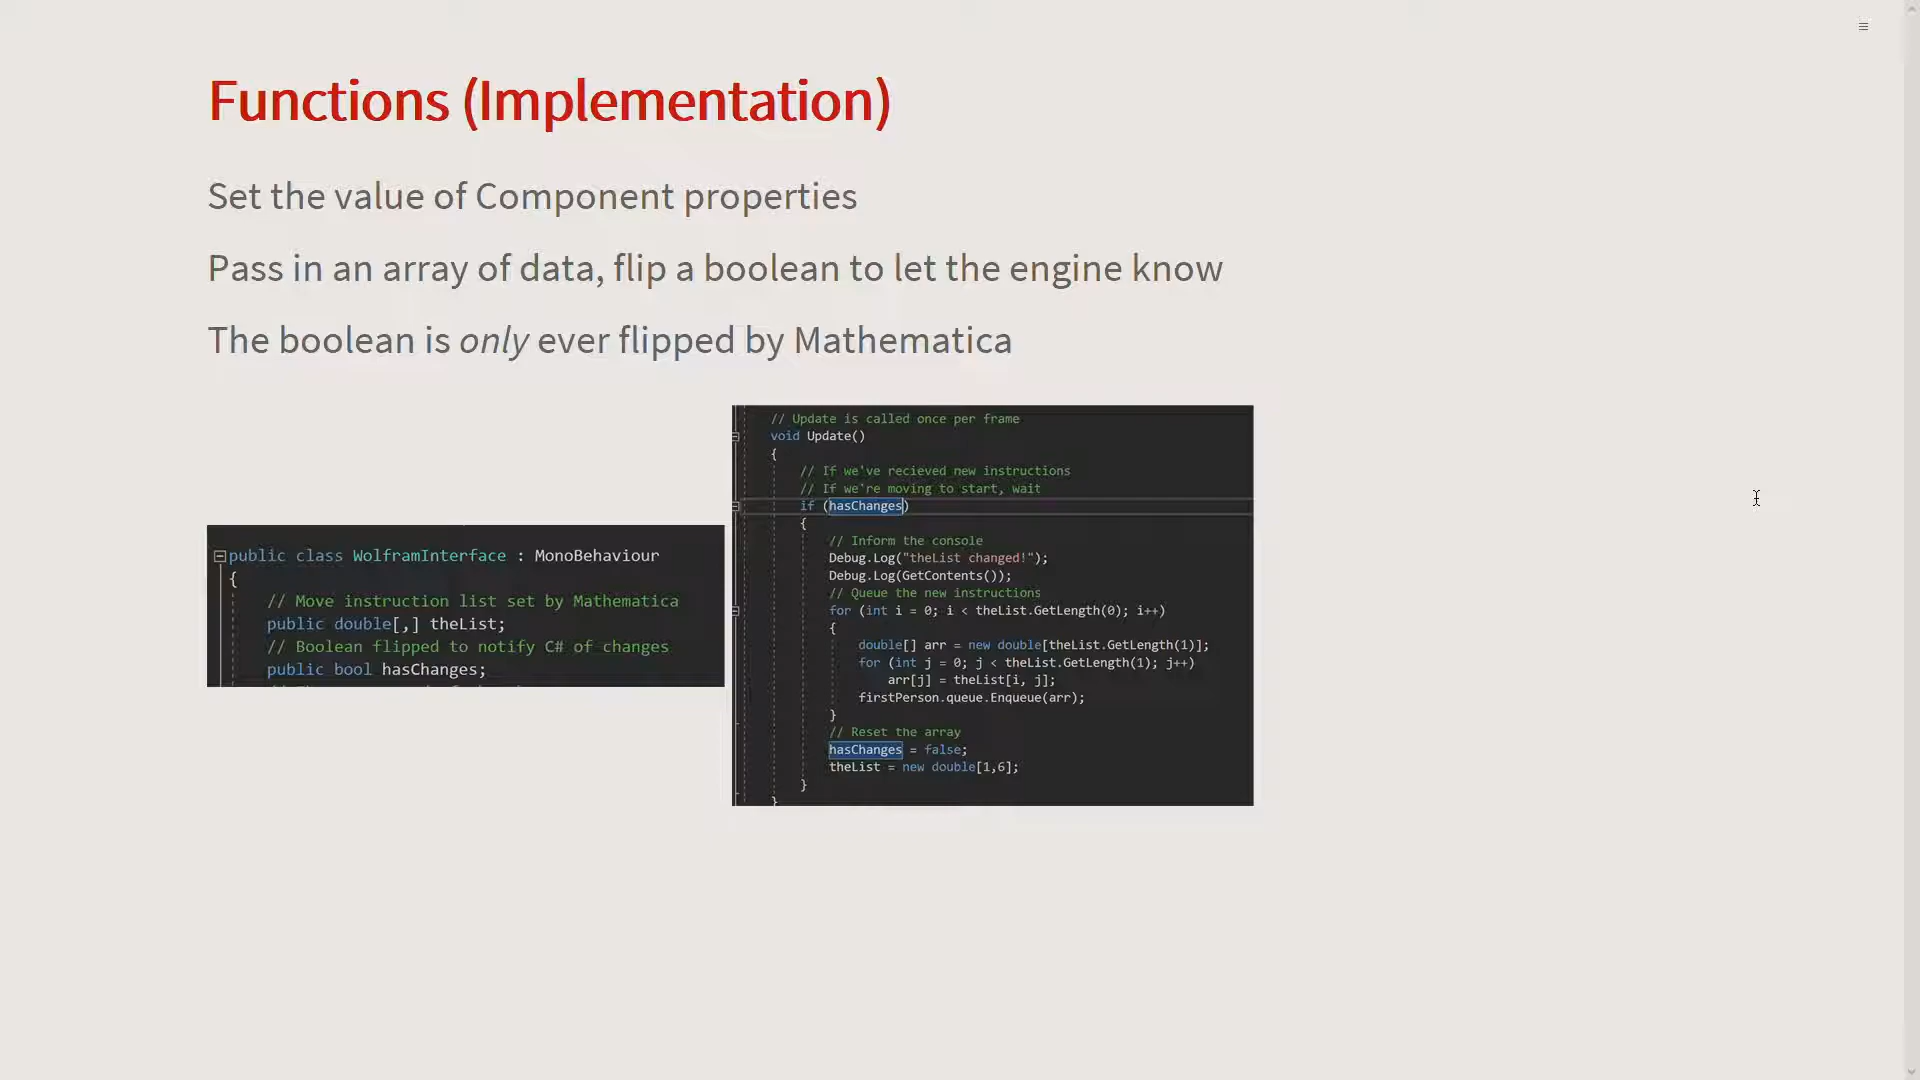 Functions (Implementation)
Set the value of Component properties
Pass in an array of data, flip a boolean to let the engine know
The boolean is only ever flipped by Mathematica
public class WolframInterface : MonoBehaviour
{
// Move instruction list set by Mathematica
public double[,] theList;
// Boolean flipped to notify C# of changes
public bool hasChanges;
// Update is called once per frame
void Update()
{
// If we've recieved new instructions
// If we're moving to start, wait
if (hasChanges)
{
// Inform the console
Debug.Log("theList changed!");
Debug.Log(GetContents());
// Queue the new instructions
for (int i = 0; i < theList.GetLength(0); i++)
{
double[] arr = new double[theList.GetLength(1)];
for (int j = 0; j < theList.GetLength(1); j++)
arr[j] = theList[i, j];
firstPerson.queue.Enqueue(arr);
}
// Reset the array
hasChanges = false;
theList = new double[1,6];
}
}